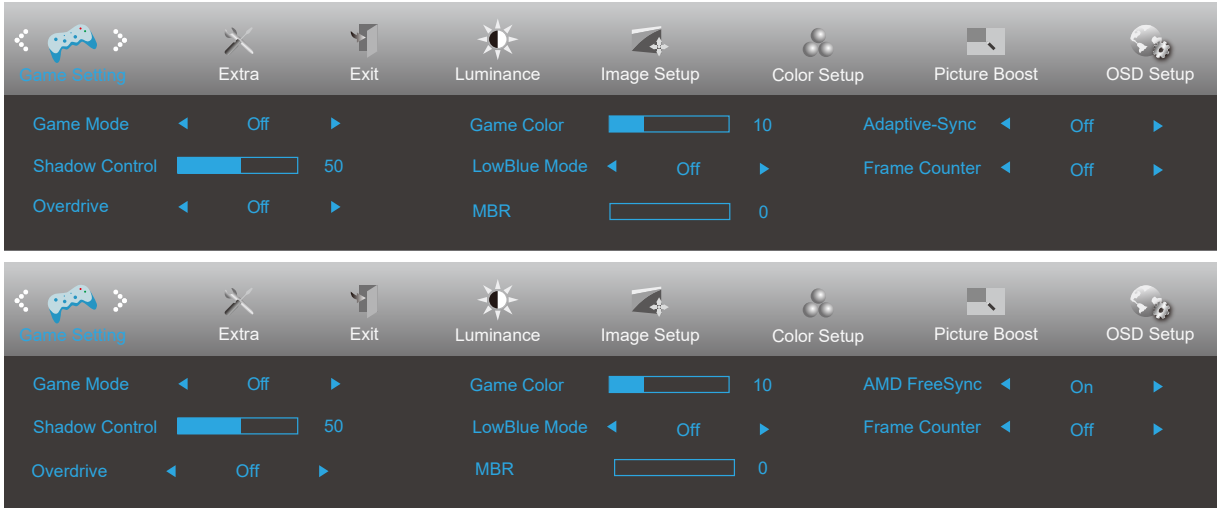 Game Setting Extra Exit Luminance Image Setup Color Setup Picture Boost OSD Setup
Game Mode Off Game Color 10 Adaptive-Sync Off
Shadow Control 50 LowBlue Mode Off Frame Counter Off
Overdrive Off MBR 0
Game Setting Extra Exit Luminance Image Setup Color Setup Picture Boost OSD Setup
Game Mode Off Game Color 10 AMD FreeSync On
Shadow Control 50 LowBlue Mode Off Frame Counter Off
Overdrive Off MBR 0